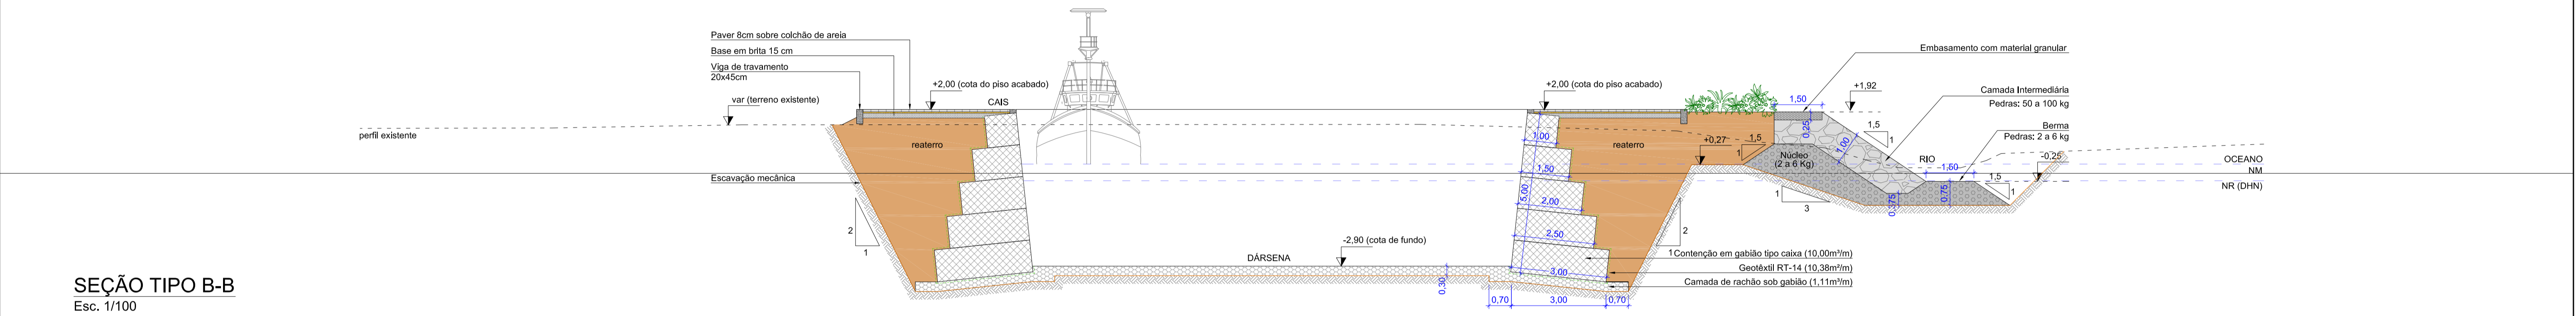 Paver 8cm sobre colchão de areia
Base em brita 15 cm
Viga de travamento
20x45cm
var (terreno existente)
perfil existente
+2,00 (cota do piso acabado)
CAIS
reaterro
Escavação mecânica
2
1
DÁRSENA
-2,90 (cota de fundo)
0,30
+2,00 (cota do piso acabado)
1,00
1,50
5,00
2,00
2,50
3,00
reaterro
+0,27
1,5
1
2
1
Contenção em gabião tipo caixa (10,00m³/m)
Geotêxtil RT-14 (10,38m²/m)
Camada de rachão sob gabião (1,11m³/m)
0,70
3,00
0,70
Embasamento com material granular
+1,92
1,50
0,25
Camada Intermediária
Pedras: 50 a 100 kg
1,5
1
1,00
Berma
Pedras: 2 a 6 kg
Núcleo
(2 a 6 Kg)
RIO
-0,25
1,50
1,5
1
0,375
0,75
1
3
OCEANO
NM
NR (DHN)
SEÇÃO TIPO B-B
Esc. 1/100